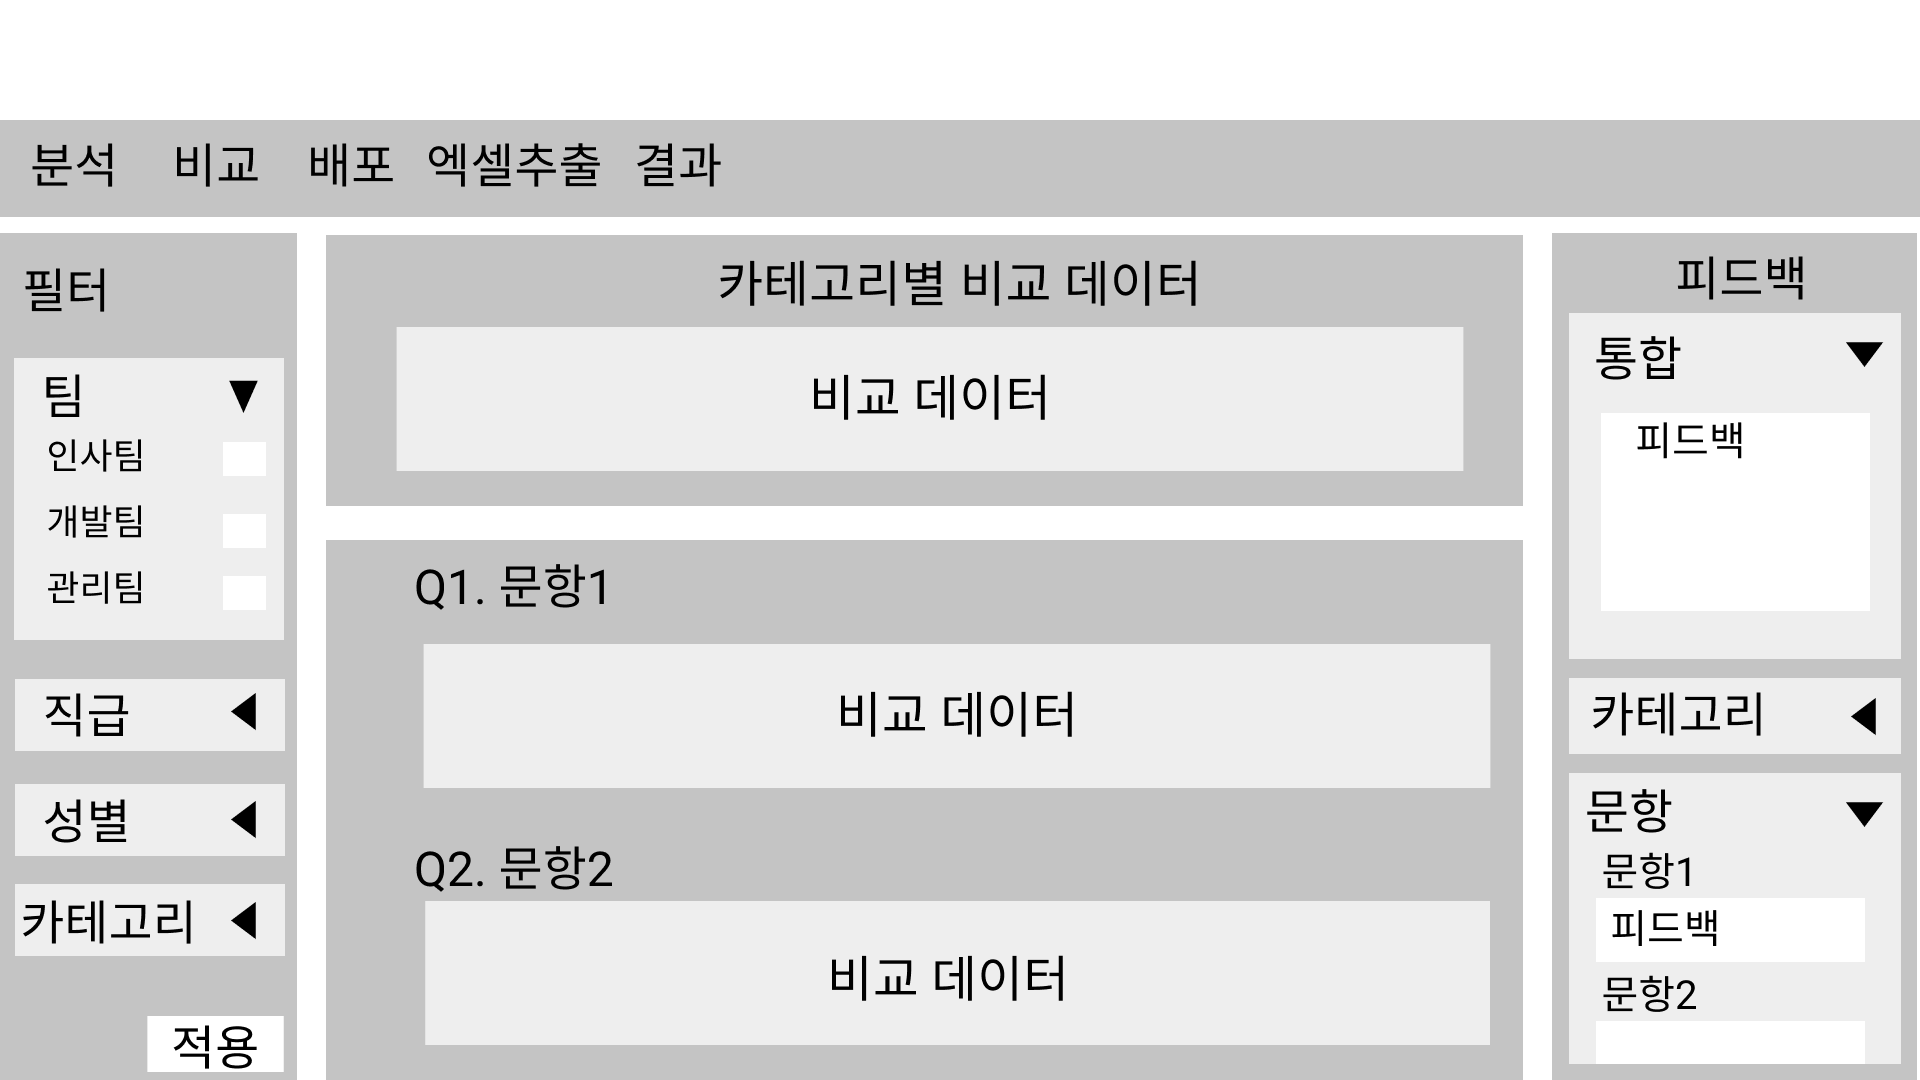 분석 비교 배포 엑셀추출 결과
필터
팀
인사팀
개발팀
관리팀
직급
성별
카테고리
적용
카테고리별 비교 데이터
비교 데이터
Q1. 문항1
비교 데이터
Q2. 문항2
비교 데이터
피드백
통합
피드백
카테고리
문항
문항1
피드백
문항2